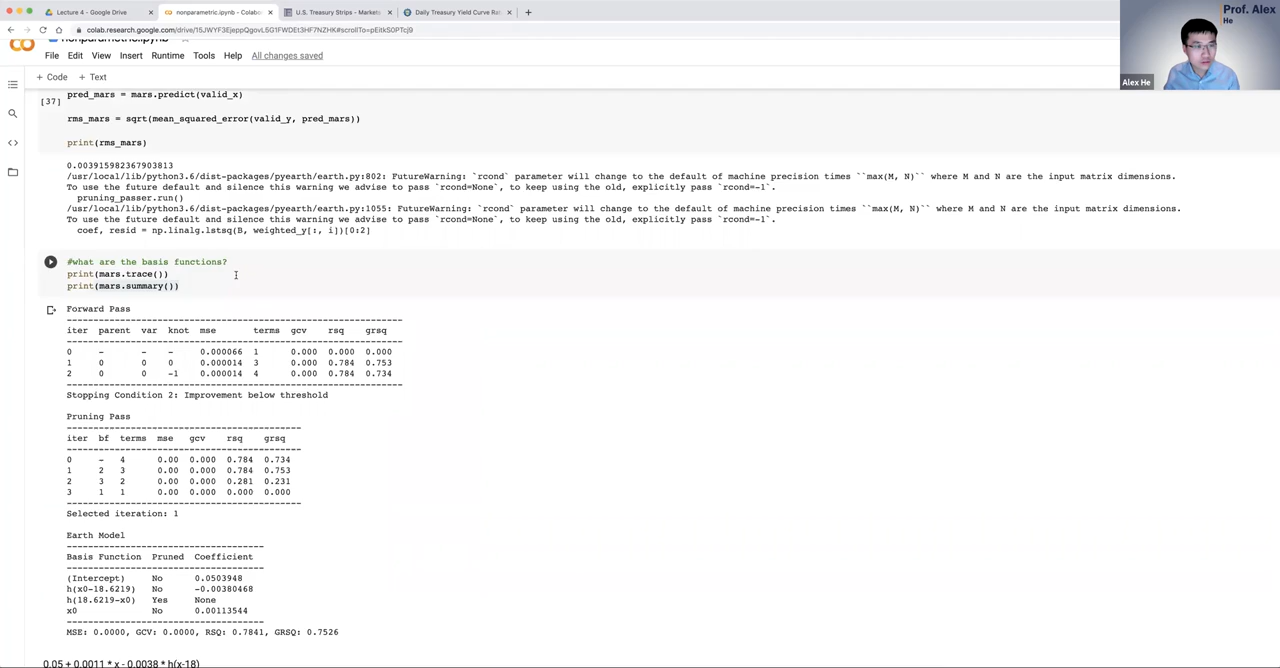 Lecture 4 - Google Drive
nonparametric.ipynb - Colabo
U.S. Treasury Strips - Markets
Daily Treasury Yield Curve Rat
colab.research.google.com/drive/15JWYF3EjeppQgovL5G1FWDEt3HF7NZHK#scrollTo=pEitkS0PTcj9
Prof. Alex
He
Alex He
nonparametric.ipynb
File Edit View Insert Runtime Tools Help All changes saved
+ Code + Text
[37]
pred_mars = mars.predict(valid_x)
rms_mars = sqrt(mean_squared_error(valid_y, pred_mars))
print(rms_mars)
0.003915982367903813
/usr/local/lib/python3.6/dist-packages/pyearth/earth.py:802: FutureWarning: `rcond` parameter will change to the default of machine precision times ``max(M, N)`` where M and N are the input matrix dimensions.
To use the future default and silence this warning we advise to pass `rcond=None`, to keep using the old, explicitly pass `rcond=-1`.
pruning_passer.run()
/usr/local/lib/python3.6/dist-packages/pyearth/earth.py:1055: FutureWarning: `rcond` parameter will change to the default of machine precision times ``max(M, N)`` where M and N are the input matrix dimensions.
To use the future default and silence this warning we advise to pass `rcond=None`, to keep using the old, explicitly pass `rcond=-1`.
coef, resid = np.linalg.lstsq(B, weighted_y[:, i])[0:2]
#what are the basis functions?
print(mars.trace())
print(mars.summary())
Forward Pass
---------------------------------------------------------------
iter parent var knot mse terms gcv rsq grsq
---------------------------------------------------------------
0 - - - 0.000066 1 0.000 0.000 0.000
1 0 0 0 0.000014 3 0.000 0.784 0.753
2 0 0 -1 0.000014 4 0.000 0.784 0.734
---------------------------------------------------------------
Stopping Condition 2: Improvement below threshold
Pruning Pass
--------------------------------------------
iter bf terms mse gcv rsq grsq
--------------------------------------------
0 - 4 0.00 0.000 0.784 0.734
1 2 3 0.00 0.000 0.784 0.753
2 3 2 0.00 0.000 0.281 0.231
3 1 1 0.00 0.000 0.000 0.000
--------------------------------------------
Selected iteration: 1
Earth Model
-------------------------------------
Basis Function Pruned Coefficient
-------------------------------------
(Intercept) No 0.0503948
h(x0-18.6219) No -0.00380468
h(18.6219-x0) Yes None
x0 No 0.00113544
-------------------------------------
MSE: 0.0000, GCV: 0.0000, RSQ: 0.7841, GRSQ: 0.7526
0.05 + 0.0011 * x - 0.0038 * h(x-18)